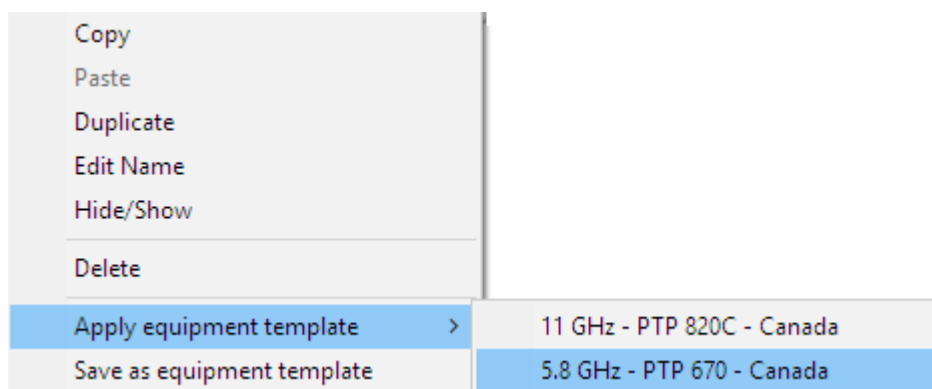 Copy
Paste
Duplicate
Edit Name
Hide/Show
Delete
Apply equipment template >
11 GHz - PTP 820C - Canada
Save as equipment template
5.8 GHz - PTP 670 - Canada